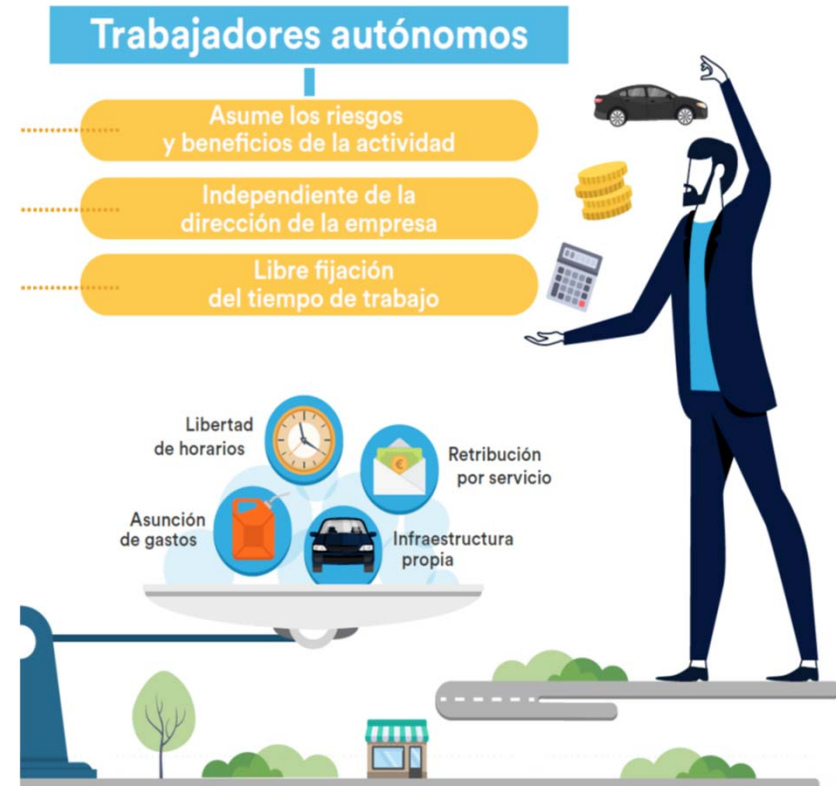 Trabajadores autónomos
Asume los riesgos
y beneficios de la actividad
Independiente de la
dirección de la empresa
Libre fijación
del tiempo de trabajo
Libertad
de horarios
Retribución
por servicio
Asunción
de gastos
Infraestructura
propia